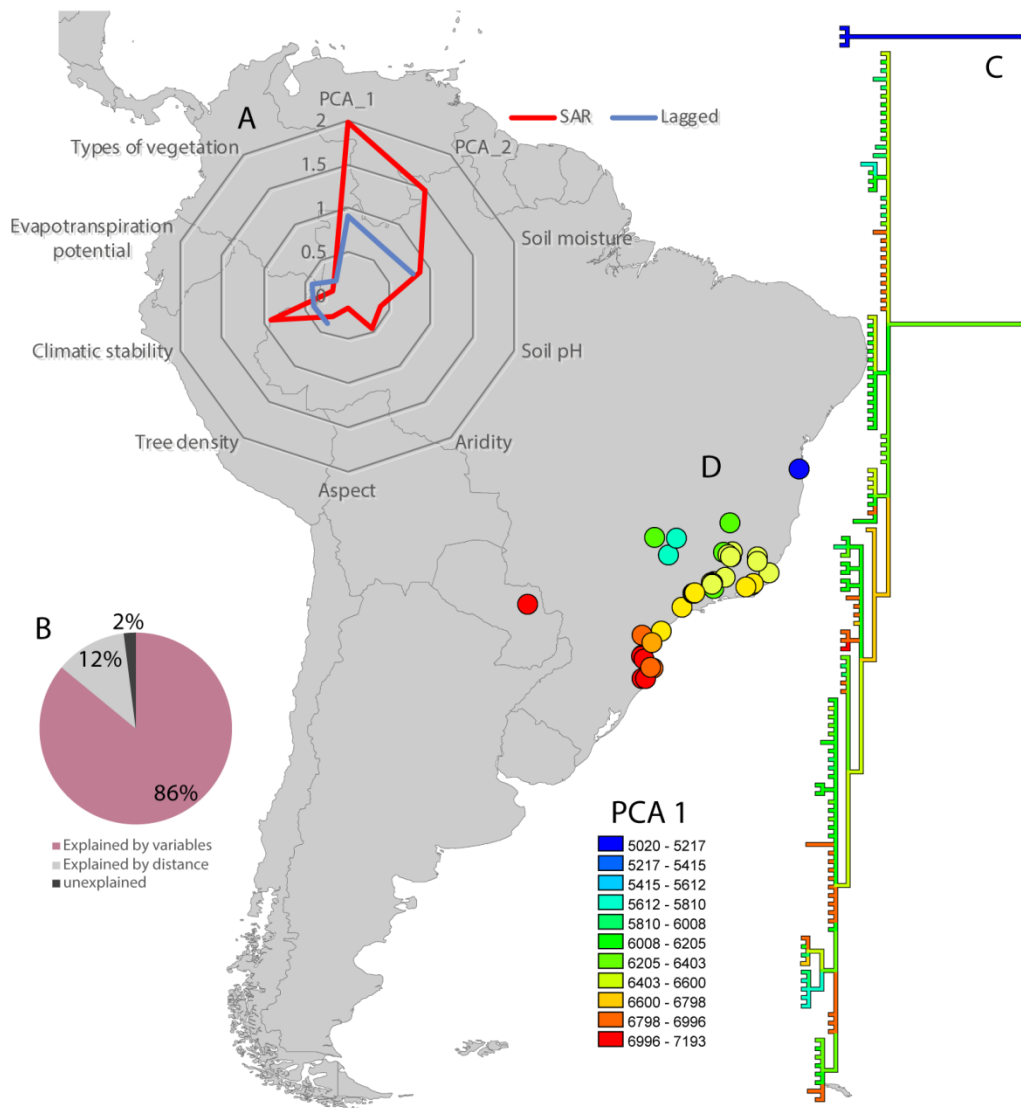 C
A
PCA_1
SAR
Lagged
2
Types of vegetation
PCA_2
1.5
Evapotranspiration
potential
1
Soil moisture
0.5
0
Climatic stability
Soil pH
Tree density
Aridity
Aspect
D
B
2%
12%
86%
Explained by variables
Explained by distance
unexplained
PCA 1
5020 - 5217
5217 - 5415
5415 - 5612
5612 - 5810
5810 - 6008
6008 - 6205
6205 - 6403
6403 - 6600
6600 - 6798
6798 - 6996
6996 - 7193